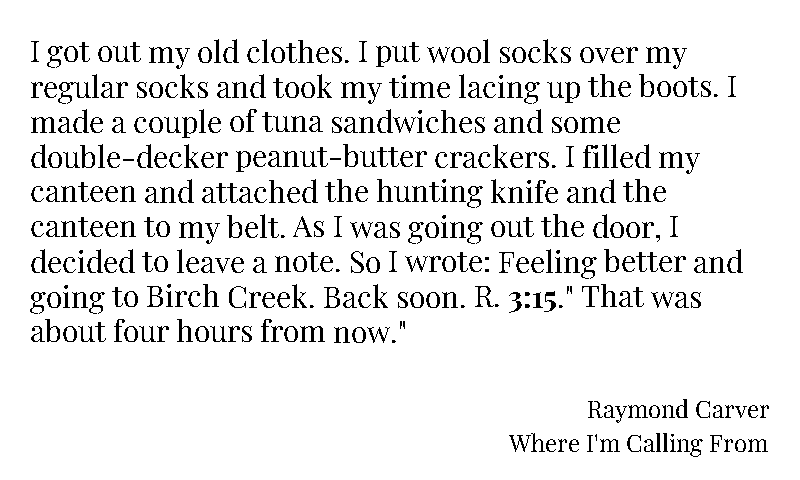 I got out my old clothes. I put wool socks over my
regular socks and took my time lacing up the boots. I
made a couple of tuna sandwiches and some
double-decker peanut-butter crackers. I filled my
canteen and attached the hunting knife and the
canteen to my belt. As I was going out the door, I
decided to leave a note. So I wrote: Feeling better and
going to Birch Creek. Back soon. R. 3:15." That was
about four hours from now."
Raymond Carver
Where I'm Calling From